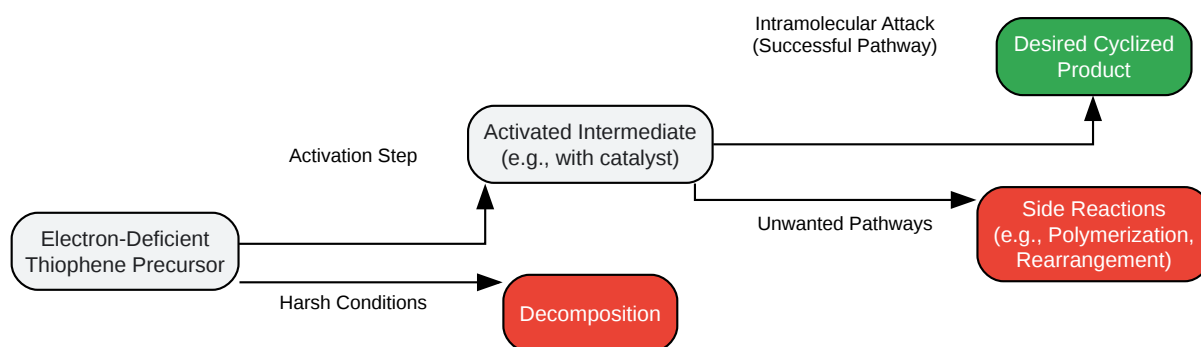 Intramolecular Attack
(Successful Pathway)
Desired Cyclized
Product
Activation Step
Activated Intermediate
(e.g., with catalyst)
Electron-Deficient
Thiophene Precursor
Unwanted Pathways
Side Reactions
(e.g., Polymerization,
Rearrangement)
Harsh Conditions
Decomposition